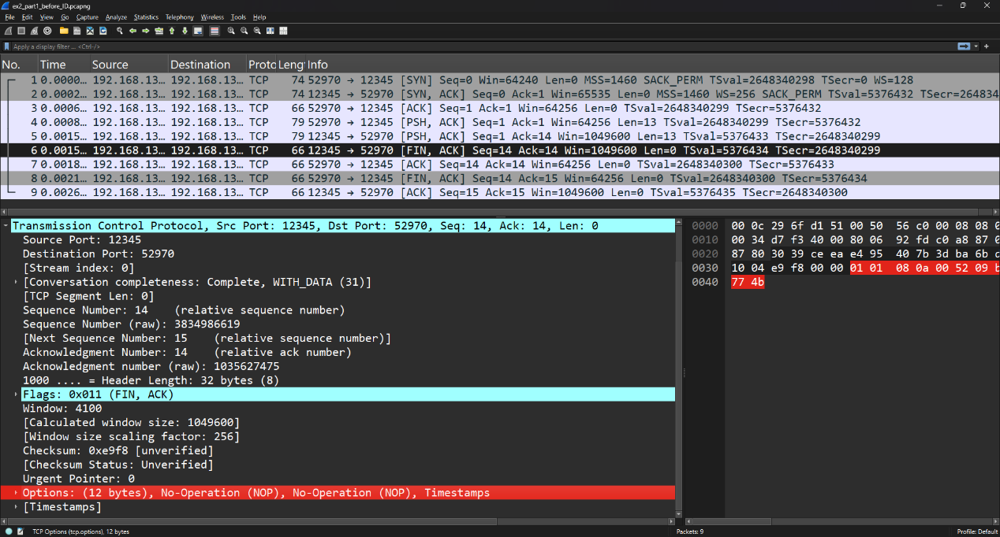 ex2_part1_before_ID.pcapng
File Edit View Go Capture Analyze Statistics Telephony Wireless Tools Help
Apply a display filter ... <Ctrl-/>
No. Time Source Destination Proto Leng Info
1 0.0000… 192.168.13… 192.168.13… TCP 74 52970 → 12345 [SYN] Seq=0 Win=64240 Len=0 MSS=1460 SACK_PERM TSval=2648340298 TSecr=0 WS=128
2 0.0002… 192.168.13… 192.168.13… TCP 74 12345 → 52970 [SYN, ACK] Seq=0 Ack=1 Win=65535 Len=0 MSS=1460 WS=256 SACK_PERM TSval=5376432 TSecr=264834
3 0.0006… 192.168.13… 192.168.13… TCP 66 52970 → 12345 [ACK] Seq=1 Ack=1 Win=64256 Len=0 TSval=2648340299 TSecr=5376432
4 0.0008… 192.168.13… 192.168.13… TCP 79 52970 → 12345 [PSH, ACK] Seq=1 Ack=1 Win=64256 Len=13 TSval=2648340299 TSecr=5376432
5 0.0015… 192.168.13… 192.168.13… TCP 79 12345 → 52970 [PSH, ACK] Seq=1 Ack=14 Win=1049600 Len=13 TSval=5376433 TSecr=2648340299
6 0.0015… 192.168.13… 192.168.13… TCP 66 12345 → 52970 [FIN, ACK] Seq=14 Ack=14 Win=1049600 Len=0 TSval=5376434 TSecr=2648340299
7 0.0018… 192.168.13… 192.168.13… TCP 66 52970 → 12345 [ACK] Seq=14 Ack=14 Win=64256 Len=0 TSval=2648340300 TSecr=5376433
8 0.0021… 192.168.13… 192.168.13… TCP 66 52970 → 12345 [FIN, ACK] Seq=14 Ack=15 Win=64256 Len=0 TSval=2648340300 TSecr=5376434
9 0.0026… 192.168.13… 192.168.13… TCP 66 12345 → 52970 [ACK] Seq=15 Ack=15 Win=1049600 Len=0 TSval=5376435 TSecr=2648340300
Transmission Control Protocol, Src Port: 12345, Dst Port: 52970, Seq: 14, Ack: 14, Len: 0
Source Port: 12345
Destination Port: 52970
[Stream index: 0]
[Conversation completeness: Complete, WITH_DATA (31)]
[TCP Segment Len: 0]
Sequence Number: 14 (relative sequence number)
Sequence Number (raw): 3834986619
[Next Sequence Number: 15 (relative sequence number)]
Acknowledgment Number: 14 (relative ack number)
Acknowledgment number (raw): 1035627475
1000 .... = Header Length: 32 bytes (8)
Flags: 0x011 (FIN, ACK)
Window: 4100
[Calculated window size: 1049600]
[Window size scaling factor: 256]
Checksum: 0xe9f8 [unverified]
[Checksum Status: Unverified]
Urgent Pointer: 0
Options: (12 bytes), No-Operation (NOP), No-Operation (NOP), Timestamps
[Timestamps]
0000 00 0c 29 6f d1 51 00 50 56 c0 00 08 08
0010 00 34 d7 f3 40 00 80 06 92 fd c0 a8 87
0020 87 80 30 39 ce ea e4 95 40 7b 3d ba 6b
0030 10 04 e9 f8 00 00 01 01 08 0a 00 52 09
0040 77 4b
TCP Options (tcp.options), 12 bytes
Packets: 9
Profile: Default